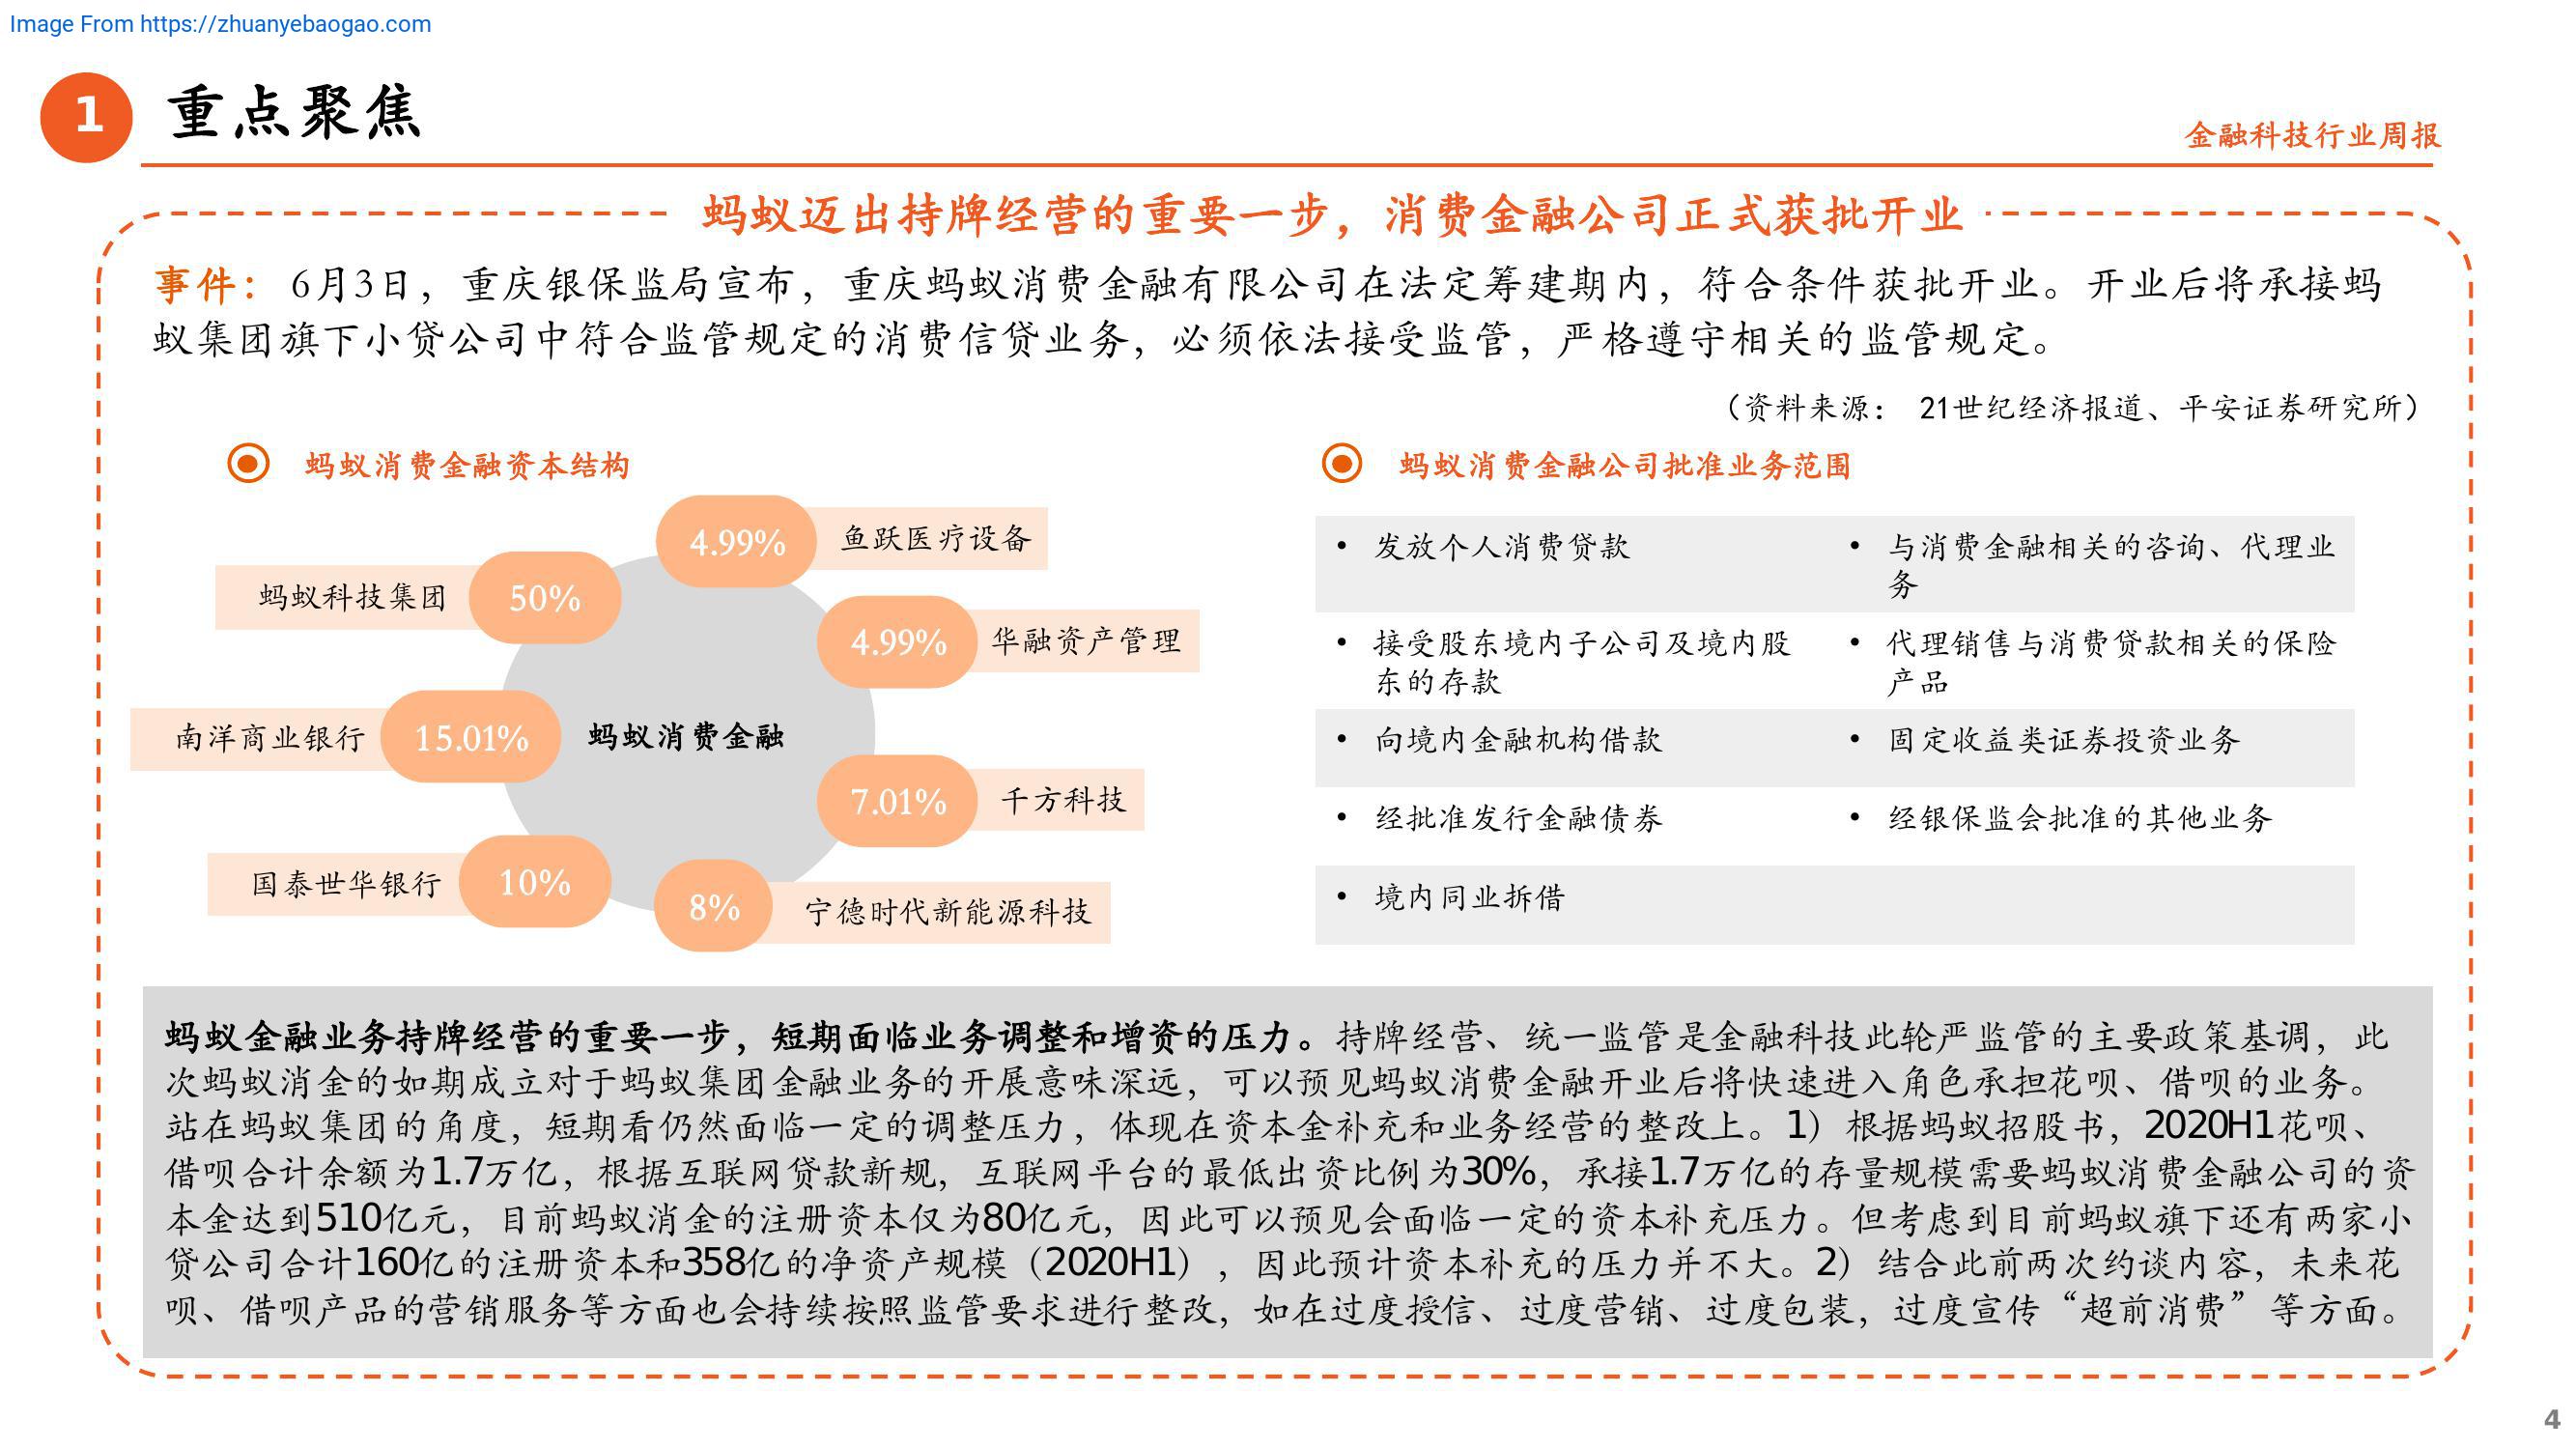 Image From https://zhuanyebaogao.com
1
重点聚焦
金融科技行业周报
蚂蚁迈出持牌经营的重要一步，消费金融公司正式获批开业
事件： 6月3日，重庆银保监局宣布，重庆蚂蚁消费金融有限公司在法定筹建期内，符合条件获批开业。开业后将承接蚂
蚁集团旗下小贷公司中符合监管规定的消费信贷业务，必须依法接受监管，严格遵守相关的监管规定。
（资料来源： 21世纪经济报道、平安证券研究所）
蚂蚁消费金融资本结构
4.99% 鱼跃医疗设备
蚂蚁科技集团 50%
4.99% 华融资产管理
南洋商业银行 15.01% 蚂蚁消费金融
7.01% 千方科技
国泰世华银行 10%
8% 宁德时代新能源科技
蚂蚁消费金融公司批准业务范围
• 发放个人消费贷款
• 与消费金融相关的咨询、代理业
务
• 接受股东境内子公司及境内股
东的存款
• 代理销售与消费贷款相关的保险
产品
• 向境内金融机构借款
• 固定收益类证券投资业务
• 经批准发行金融债券
• 经银保监会批准的其他业务
• 境内同业拆借
蚂蚁金融业务持牌经营的重要一步，短期面临业务调整和增资的压力。持牌经营、统一监管是金融科技此轮严监管的主要政策基调，此
次蚂蚁消金的如期成立对于蚂蚁集团金融业务的开展意味深远，可以预见蚂蚁消费金融开业后将快速进入角色承担花呗、借呗的业务。
站在蚂蚁集团的角度，短期看仍然面临一定的调整压力，体现在资本金补充和业务经营的整改上。1）根据蚂蚁招股书，2020H1花呗、
借呗合计余额为1.7万亿，根据互联网贷款新规，互联网平台的最低出资比例为30%，承接1.7万亿的存量规模需要蚂蚁消费金融公司的资
本金达到510亿元，目前蚂蚁消金的注册资本仅为80亿元，因此可以预见会面临一定的资本补充压力。但考虑到目前蚂蚁旗下还有两家小
贷公司合计160亿的注册资本和358亿的净资产规模（2020H1），因此预计资本补充的压力并不大。2）结合此前两次约谈内容，未来花
呗、借呗产品的营销服务等方面也会持续按照监管要求进行整改，如在过度授信、过度营销、过度包装，过度宣传“超前消费”等方面。
4